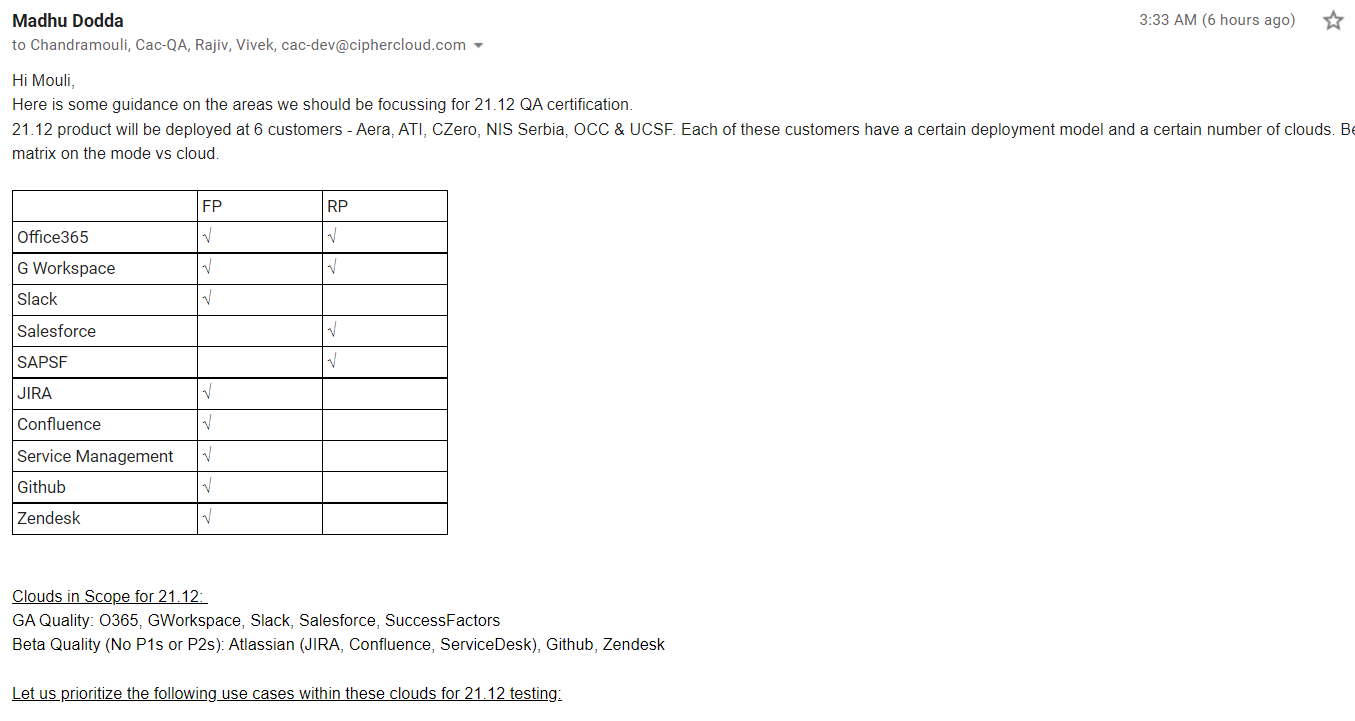 Madhu Dodda
3:33 AM (6 hours ago)
to Chandramouli, Cac-QA, Rajiv, Vivek, cac-dev@ciphercloud.com
Hi Mouli,
Here is some guidance on the areas we should be focussing for 21.12 QA certification.
21.12 product will be deployed at 6 customers - Aera, ATI, CZero, NIS Serbia, OCC & UCSF. Each of these customers have a certain deployment model and a certain number of clouds.
matrix on the mode vs cloud.
FP RP
Office365 √ √
G Workspace √ √
Slack √
Salesforce √
SAPSF √
JIRA √
Confluence √
Service Management √
Github √
Zendesk √
Clouds in Scope for 21.12:
GA Quality: O365, GWorkspace, Slack, Salesforce, SuccessFactors
Beta Quality (No P1s or P2s): Atlassian (JIRA, Confluence, ServiceDesk), Github, Zendesk
Let us prioritize the following use cases within these clouds for 21.12 testing: